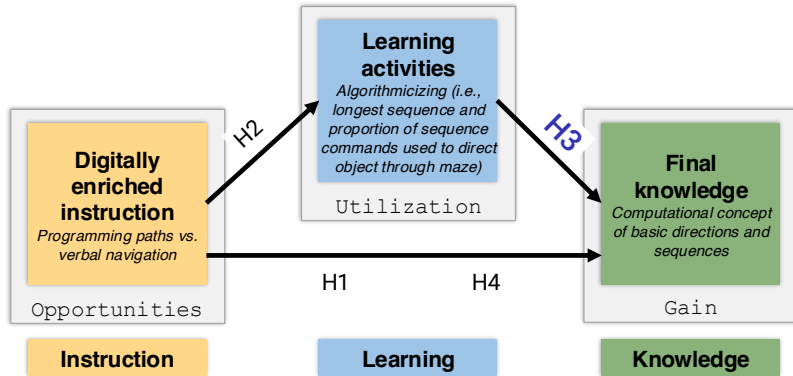 Learning
activities
Algorithmicizing (i.e.,
longest sequence and
proportion of sequence
commands used to direct
object through maze)
Utilization
H2
H3
Digitally
enriched
instruction
Programming paths vs.
verbal navigation
Opportunities
Final
knowledge
Computational concept
of basic directions and
sequences
Gain
H1
H4
Instruction
Learning
Knowledge